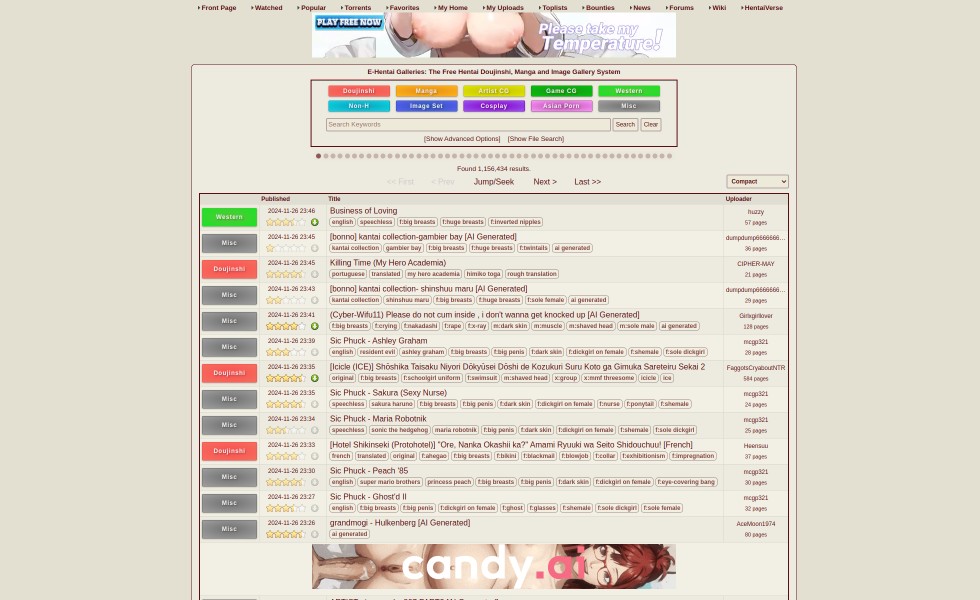 Front Page Watched Popular Torrents Favorites My Home My Uploads Toplists Bounties News Forums Wiki HentaiVerse
PLAY FREE NOW
Please take my
Temperature!
E-Hentai Galleries: The Free Hentai Doujinshi, Manga and Image Gallery System
Doujinshi Manga Artist CG Game CG Western
Non-H Image Set Cosplay Asian Porn Misc
Search Keywords Search Clear
[Show Advanced Options] [Show File Search]
Found 1,156,434 results.
<< First < Prev Jump/Seek Next > Last >> Compact
Published Title Uploader
Western 2024-11-26 23:46 Business of Loving huzzy
english speechless f:big breasts f:huge breasts f:inverted nipples 57 pages
Misc 2024-11-26 23:45 [bonno] kantai collection-gambier bay [AI Generated] dumpdump6666666...
kantai collection gambier bay f:big breasts f:huge breasts f:twintails ai generated 36 pages
Doujinshi 2024-11-26 23:45 Killing Time (My Hero Academia) CIPHER-MAY
portuguese translated my hero academia himiko toga rough translation 21 pages
Misc 2024-11-26 23:43 [bonno] kantai collection- shinshuu maru [AI Generated] dumpdump6666666...
kantai collection shinshuu maru f:big breasts f:huge breasts f:sole female ai generated 29 pages
Misc 2024-11-26 23:41 (Cyber-Wifu11) Please do not cum inside , i don't wanna get knocked up [AI Generated] Girlxgirllover
f:big breasts f:crying f:nakadashi f:rape f:x-ray m:dark skin m:muscle m:shaved head m:sole male ai generated 128 pages
Misc 2024-11-26 23:39 Sic Phuck - Ashley Graham mcgp321
english resident evil ashley graham f:big breasts f:big penis f:dark skin f:dickgirl on female f:shemale f:sole dickgirl 28 pages
Doujinshi 2024-11-26 23:35 [Icicle (ICE)] Shōshika Taisaku Niyori Dōkyūsei Dōshi de Kozukuri Suru Koto ga Gimuka Sareteiru Sekai 2 FaggotsCryaboutNTR
original f:big breasts f:schoolgirl uniform f:swimsuit m:shaved head x:group x:mmf threesome icicle ice 584 pages
Misc 2024-11-26 23:35 Sic Phuck - Sakura (Sexy Nurse) mcgp321
speechless sakura haruno f:big breasts f:big penis f:dark skin f:dickgirl on female f:nurse f:ponytail f:shemale 24 pages
Misc 2024-11-26 23:34 Sic Phuck - Maria Robotnik mcgp321
speechless sonic the hedgehog maria robotnik f:big penis f:dark skin f:dickgirl on female f:shemale f:sole dickgirl 25 pages
Doujinshi 2024-11-26 23:33 [Hotel Shikinseki (Protohotel)] "Ore, Nanka Okashii ka?" Amami Ryuuki wa Seito Shidouchuu! [French] Heensuu
french translated original f:ahegao f:big breasts f:bikini f:blackmail f:blowjob f:collar f:exhibitionism f:impregnation 37 pages
Misc 2024-11-26 23:30 Sic Phuck - Peach '85 mcgp321
english super mario brothers princess peach f:big breasts f:big penis f:dark skin f:dickgirl on female f:eye-covering bang 30 pages
Misc 2024-11-26 23:27 Sic Phuck - Ghost'd II mcgp321
english f:big breasts f:big penis f:dickgirl on female f:ghost f:glasses f:shemale f:sole dickgirl f:sole female 32 pages
Misc 2024-11-26 23:26 grandmogi - Hulkenberg [AI Generated] AceMoon1974
ai generated 80 pages
candy.ai